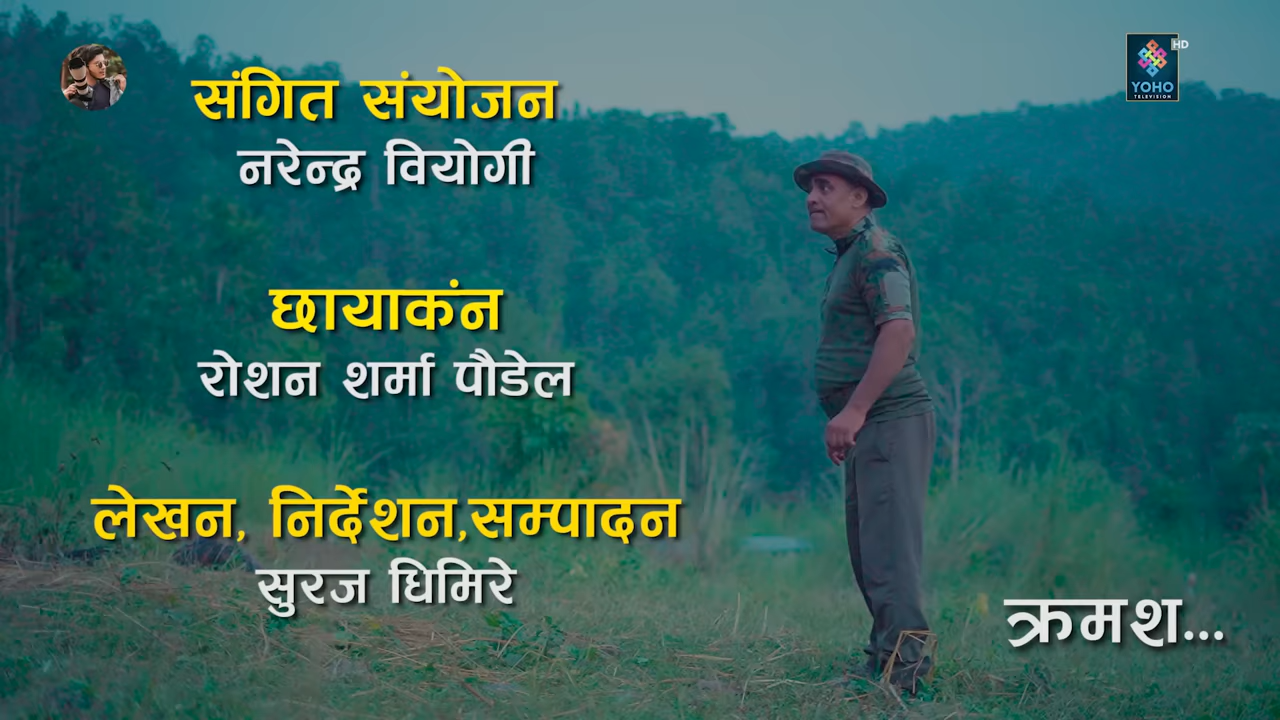 संगित संयोजन
नरेन्द्र वियोगी
छायाकंन
रोशन शर्मा पौडेल
लेखन, निर्देशन,सम्पादन
सुरज घिमिरे
क्रमश...
HD
YOHO
TELEVISION